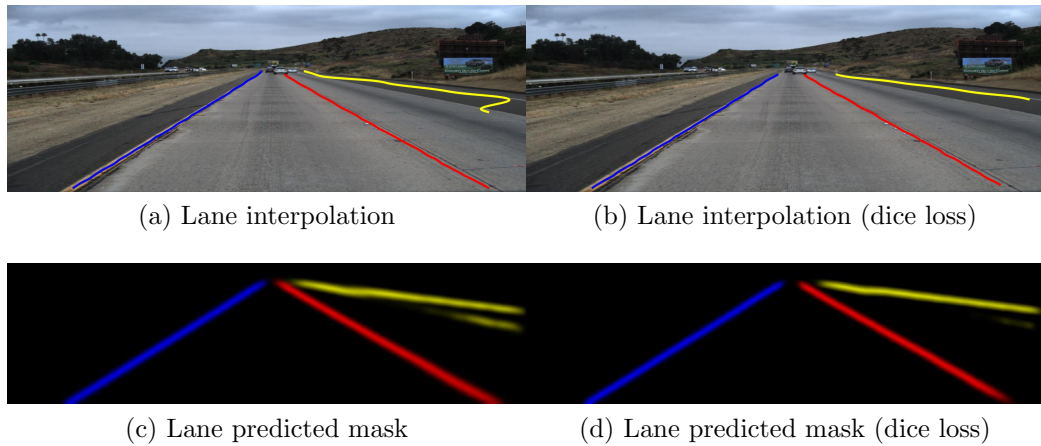 (a) Lane interpolation
(b) Lane interpolation (dice loss)
(c) Lane predicted mask
(d) Lane predicted mask (dice loss)